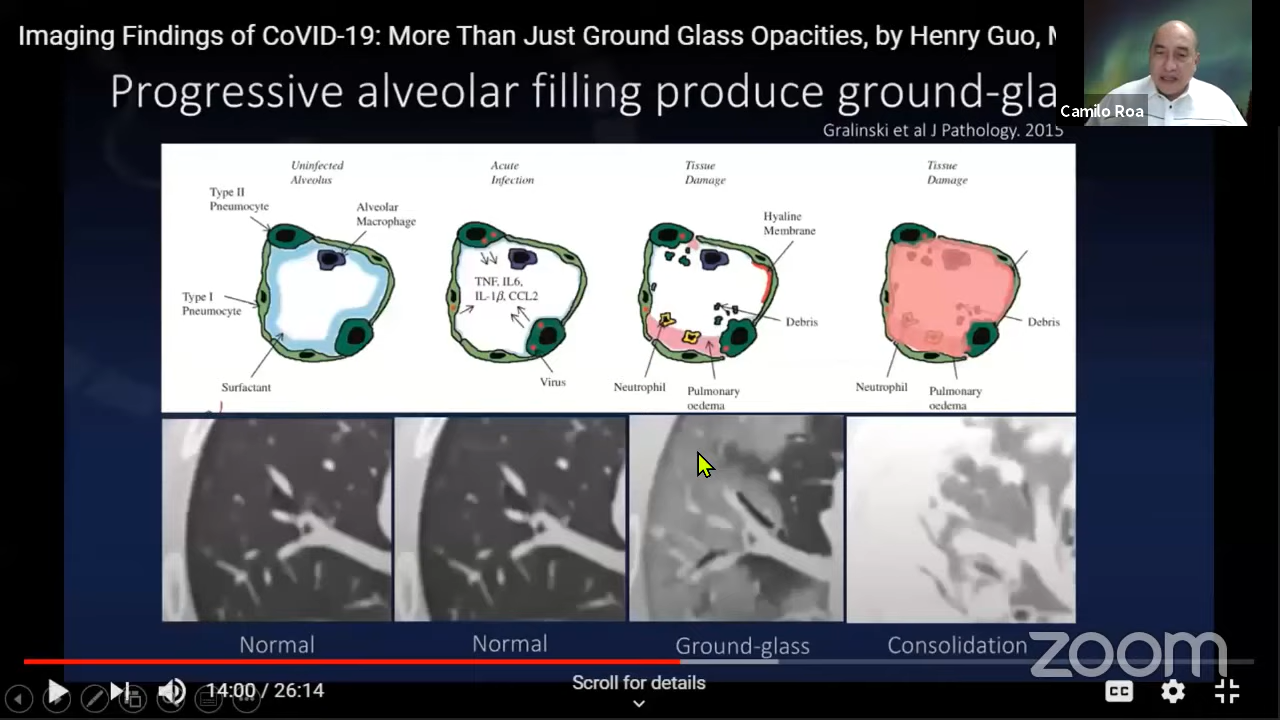 Imaging Findings of CoVID-19: More Than Just Ground Glass Opacities, by Henry Guo, M
Camilo Roa
Progressive alveolar filling produce ground-gla
Gralinski et al J Pathology. 2015
Uninfected
Alveolus
Acute
Infection
Tissue
Damage
Tissue
Damage
Type II
Pneumocyte
Alveolar
Macrophage
Hyaline
Membrane
TNF, IL6,
IL-1β, CCL2
Type I
Pneumocyte
Debris
Debris
Surfactant
Virus
Neutrophil
Pulmonary
oedema
Neutrophil
Pulmonary
oedema
Normal
Normal
Ground-glass
Consolidation
zoom
14:00 / 26:14
Scroll for details
CC